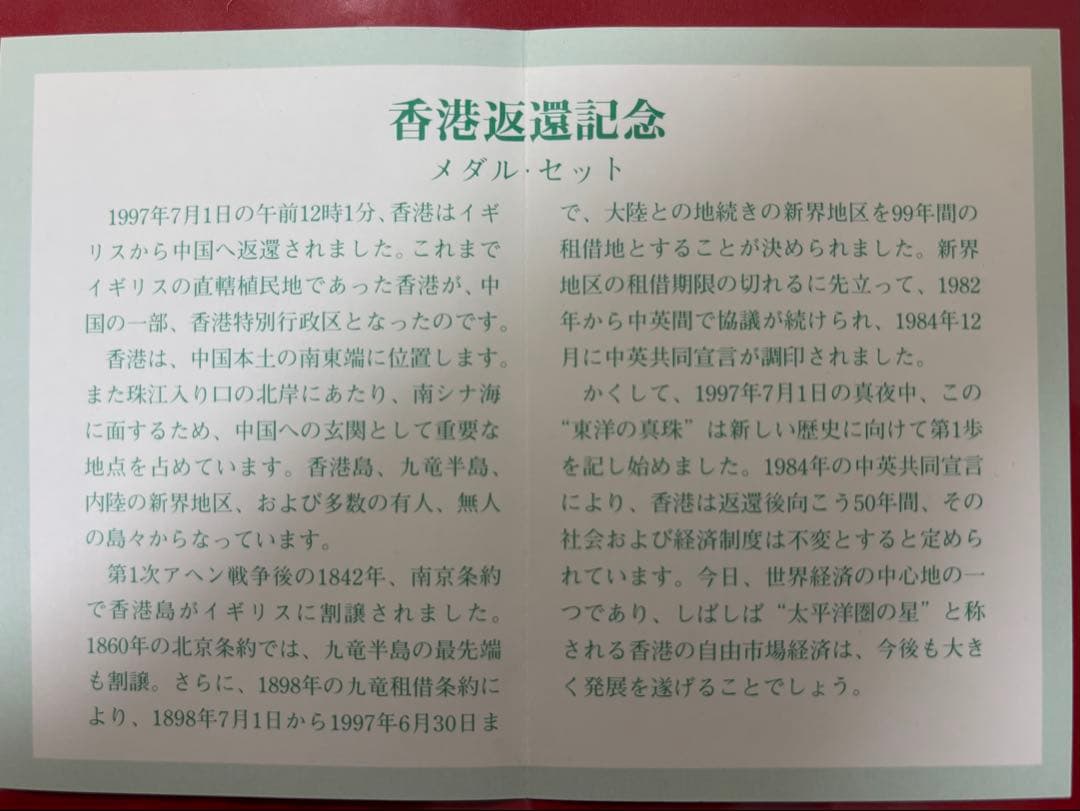 香港返還記念
メダル·セット
1997年7月1日の午前12時1分、香港はイギ
リスから中国へ返還されました。これまで
イギリスの直轄植民地であった香港が、中
国の一部、香港特別行政区となったのです。
香港は、中国本土の南東端に位置します。
また珠江入り口の北岸にあたり、南シナ海
に面するため、中国への玄関として重要な
地点を占めています。香港島、九竜半島、
内陸の新界地区、および多数の有人、無人
の島々からなっています。
第1次アヘン戦争後の1842年、南京条約
で香港島がイギリスに割譲されました。
1860年の北京条約では、九竜半島の最先端
も割譲。さらに、1898年の九竜租借条約に
より、1898年7月1日から1997年6月30日ま
で、大陸との地続きの新界地区を99年間の
租借地とすることが決められました。新界
地区の租借期限の切れるに先立って、1982
年から中英間で協議が続けられ、1984年12
月に中英共同宣言が調印されました。
かくして、1997年7月1日の真夜中、この
“東洋の真珠”は新しい歴史に向けて第1歩
を記し始めました。1984年の中英共同宣言
により、香港は返還後向こう50年間、その
社会および経済制度は不変とすると定めら
れています。今日、世界経済の中心地の一
つであり、しばしば“太平洋圏の星”と称
される香港の自由市場経済は、今後も大き
く発展を遂げることでしょう。